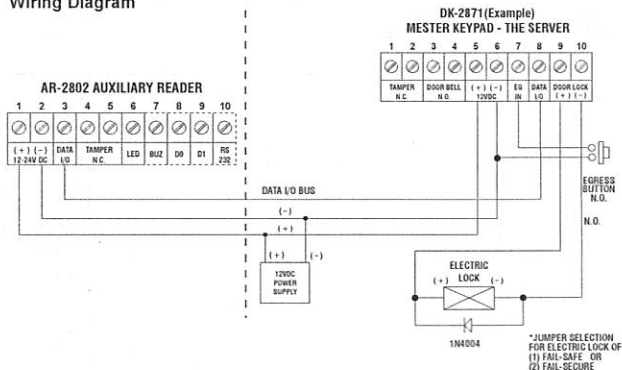 Wiring Diagram
DK-2871(Example)
MESTER KEYPAD - THE SERVER
1 2 3 4 5 6 7 8 9 10
TAMPER N.C. DOOR BELL N.O. (+) (-) 12VDC EG IN DATA I/O DOOR LOCK (+) (-)
AR-2802 AUXILIARY READER
1 2 3 4 5 6 7 8 9 10
(+) (-) 12-24V DC DATA I/O TAMPER N.C. LED BUZ D0 D1 RS 232
EGRESS
BUTTON
N.O.
DATA I/O BUS
(-)
N.O.
(+)
(+) (-)
12VDC
POWER
SUPPLY
ELECTRIC
LOCK
(+) (-)
1N4004
*JUMPER SELECTION
FOR ELECTRIC LOCK OF
(1) FAIL-SAFE OR
(2) FAIL-SECURE